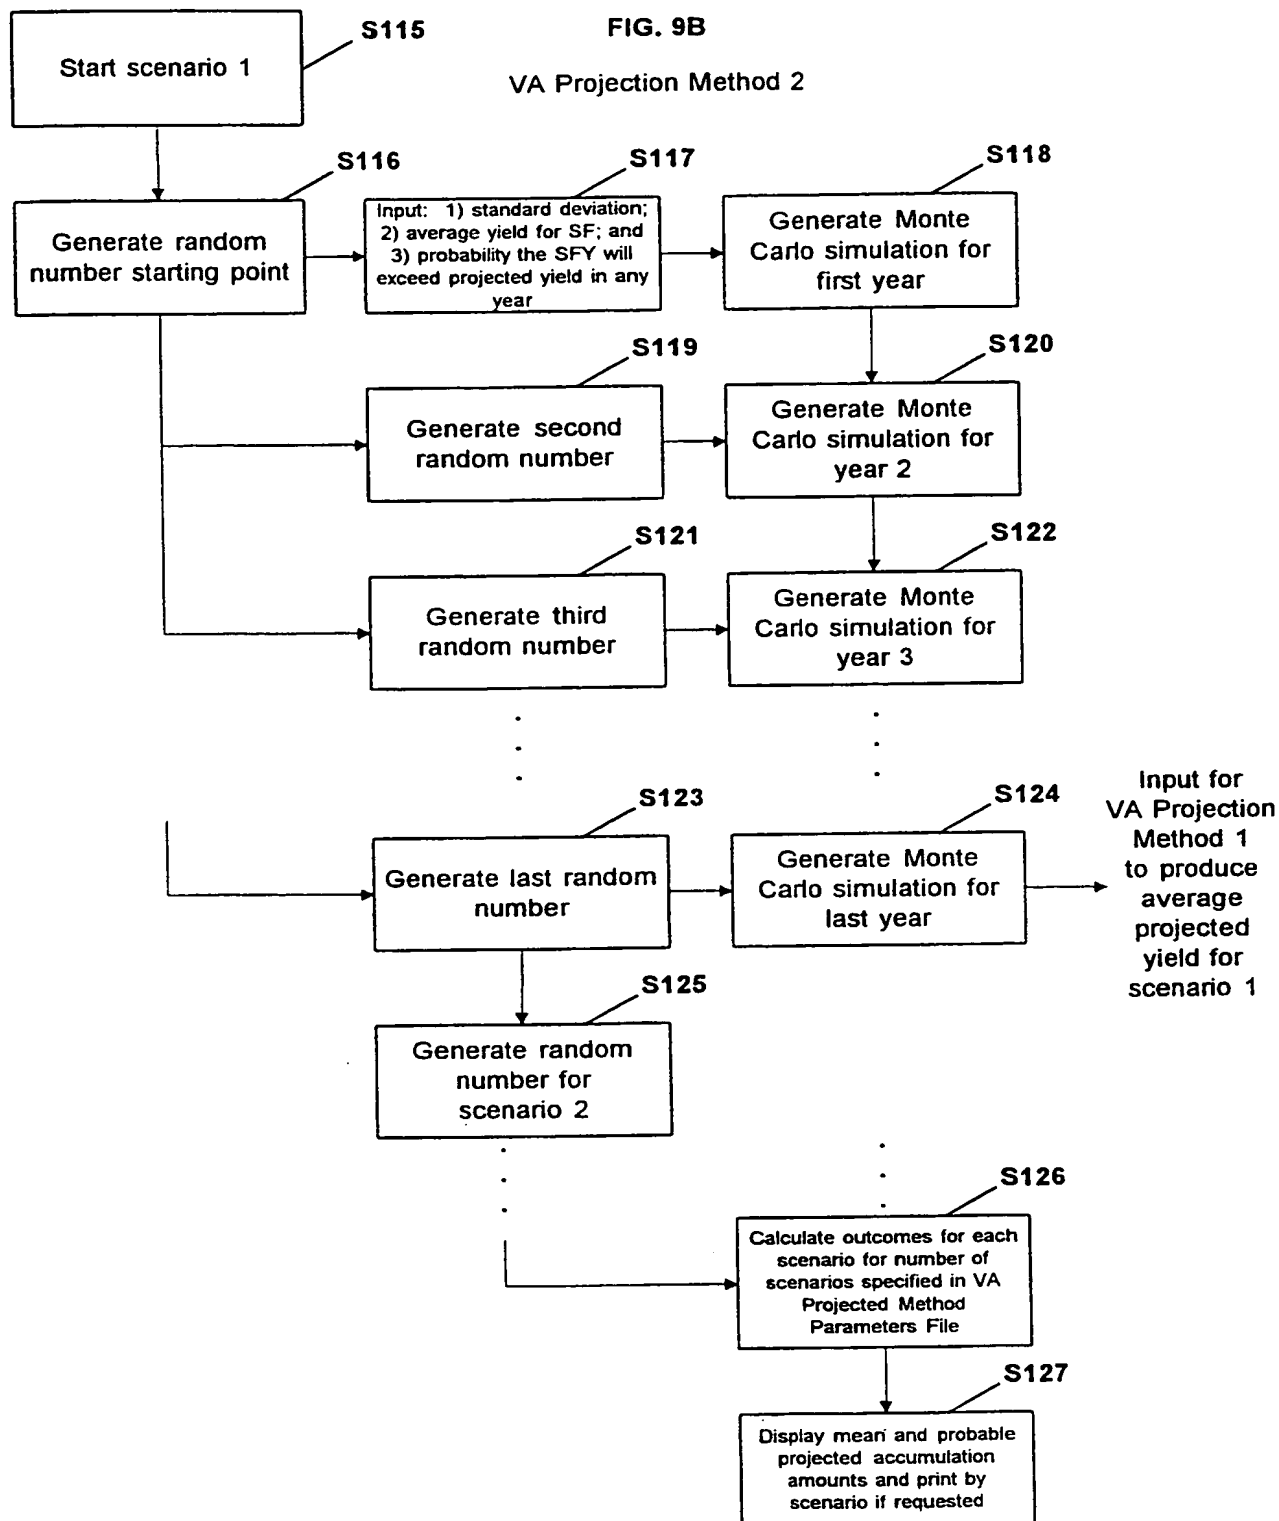 FIG. 9B
VA Projection Method 2
S115
Start scenario 1
S116
Generate random
number starting point
S117
Input: 1) standard deviation;
2) average yield for SF; and
3) probability the SFY will
exceed projected yield in any
year
S118
Generate Monte
Carlo simulation for
first year
S119
Generate second
random number
S120
Generate Monte
Carlo simulation for
year 2
S121
Generate third
random number
S122
Generate Monte
Carlo simulation for
year 3
S123
Generate last random
number
S124
Generate Monte
Carlo simulation for
last year
Input for
VA Projection
Method 1
to produce
average
projected
yield for
scenario 1
S125
Generate random
number for
scenario 2
S126
Calculate outcomes for each
scenario for number of
scenarios specified in VA
Projected Method
Parameters File
S127
Display mean and probable
projected accumulation
amounts and print by
scenario if requested